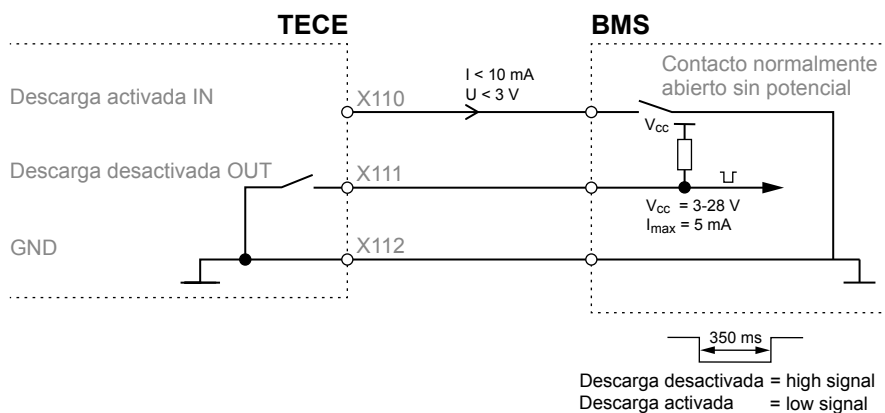 TECE
BMS
Descarga activada IN
X110
I < 10 mA
U < 3 V
Contacto normalmente
abierto sin potencial
Vcc
Descarga desactivada OUT
X111
Vcc = 3-28 V
Imax = 5 mA
GND
X112
350 ms
Descarga desactivada = high signal
Descarga activada = low signal